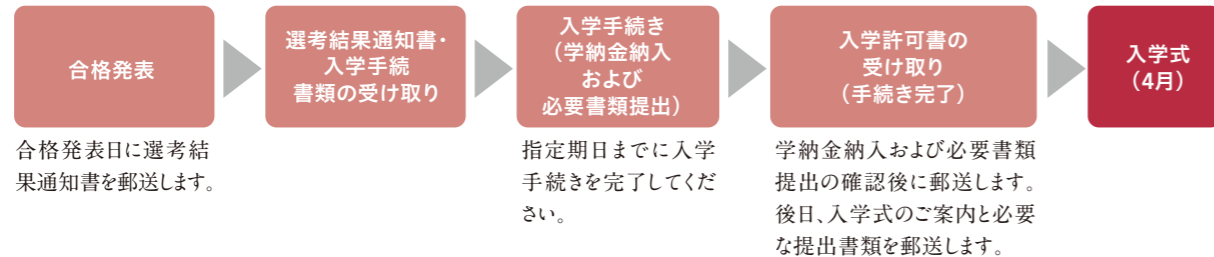 合格発表
合格発表日に選考結
果通知書を郵送します。
選考結果通知書・
入学手続
書類の受け取り
入学手続き
（学納金納入
および
必要書類提出）
指定期日までに入学
手続きを完了してくだ
さい。
入学許可書の
受け取り
（手続き完了）
学納金納入および必要書類
提出の確認後に郵送します。
後日、入学式のご案内と必要
な提出書類を郵送します。
入学式
（4月）